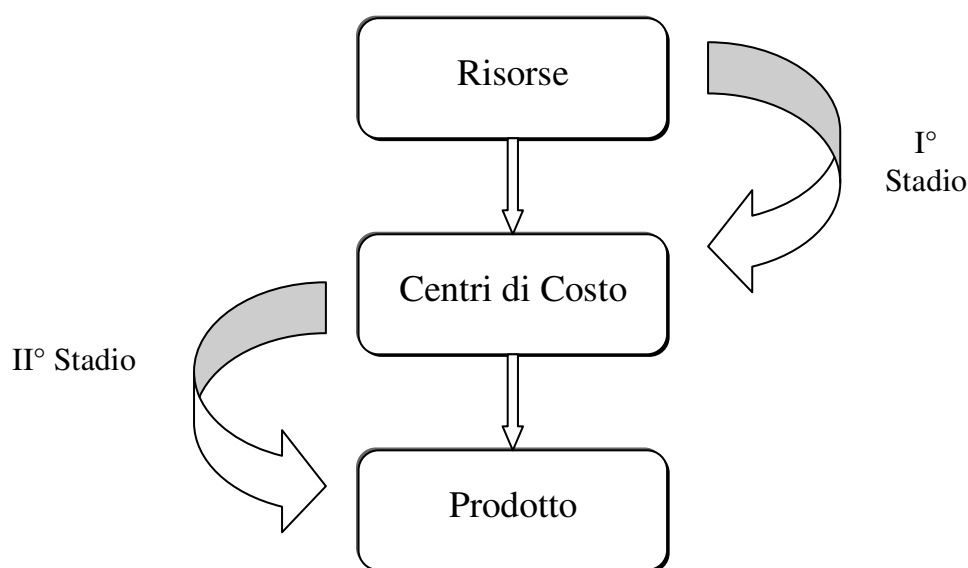 Risorse
I°
Stadio
Centri di Costo
II° Stadio
Prodotto